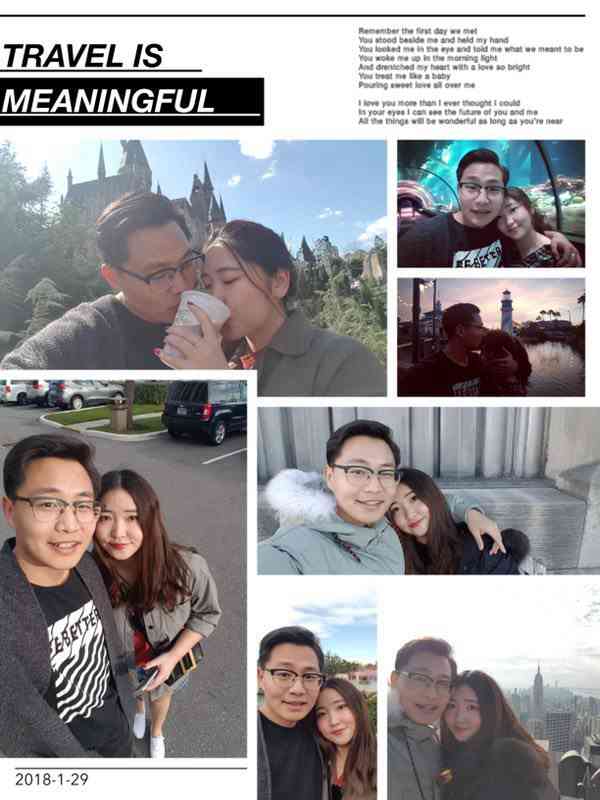 TRAVEL IS
MEANINGFUL
Remember the first day we met
You stood beside me and held my hand
You looked me in the eye and told me what we meant to be
You woke me up in the morning light
And drentched my heart with a love so bright
You treat me like a baby
Pouring sweet love all over me
I love you more than I ever thought I could
In your eyes I can see the future of you and me
All the things will be wonderful as long as you're near
BEBETTER
2018-1-29